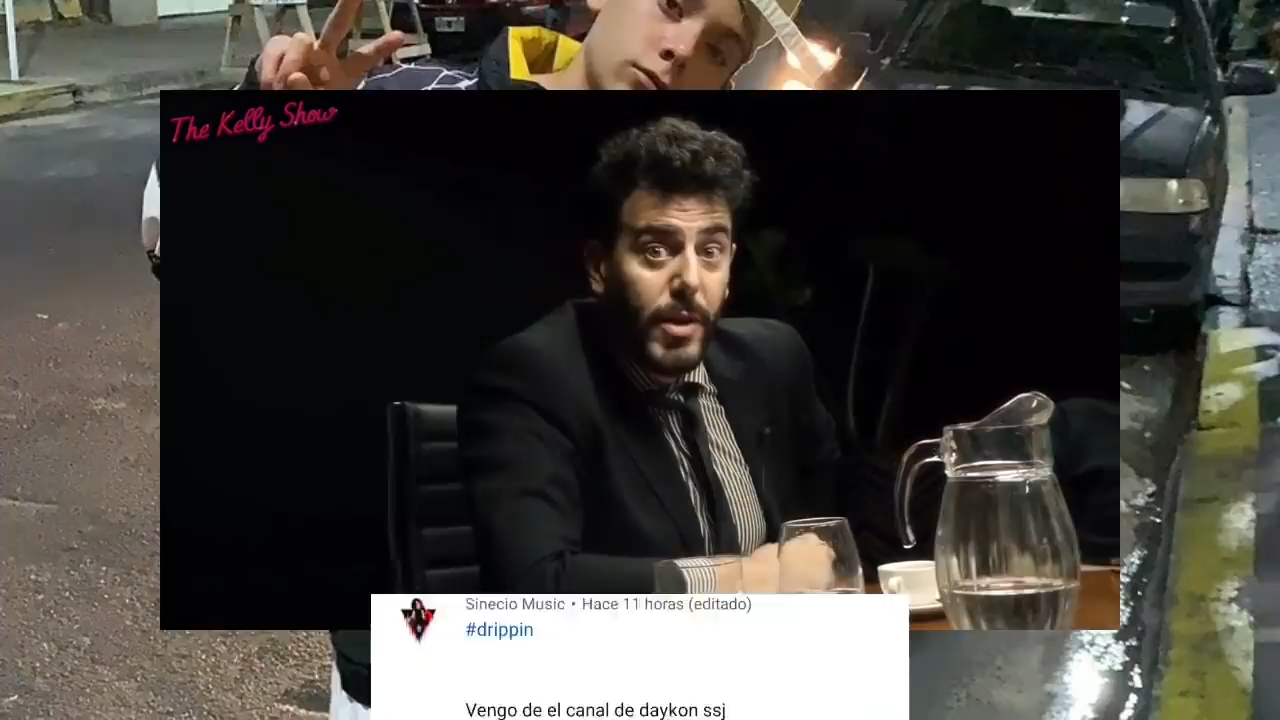 The Kelly Show
Sinecio Music • Hace 11 horas (editado)
#drippin
Vengo de el canal de daykon ssj